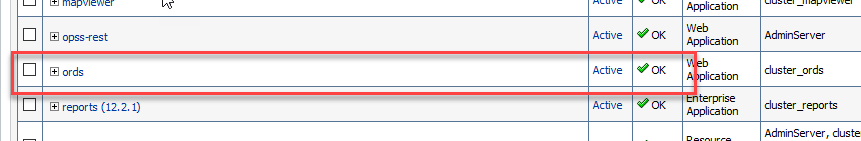 mapviewer Active OK Application cluster_mapviewer
opss-rest Active OK Web Application AdminServer
ords Active OK Web Application cluster_ords
reports (12.2.1) Active OK Enterprise Application cluster_reports
Resource AdminServer, cluster